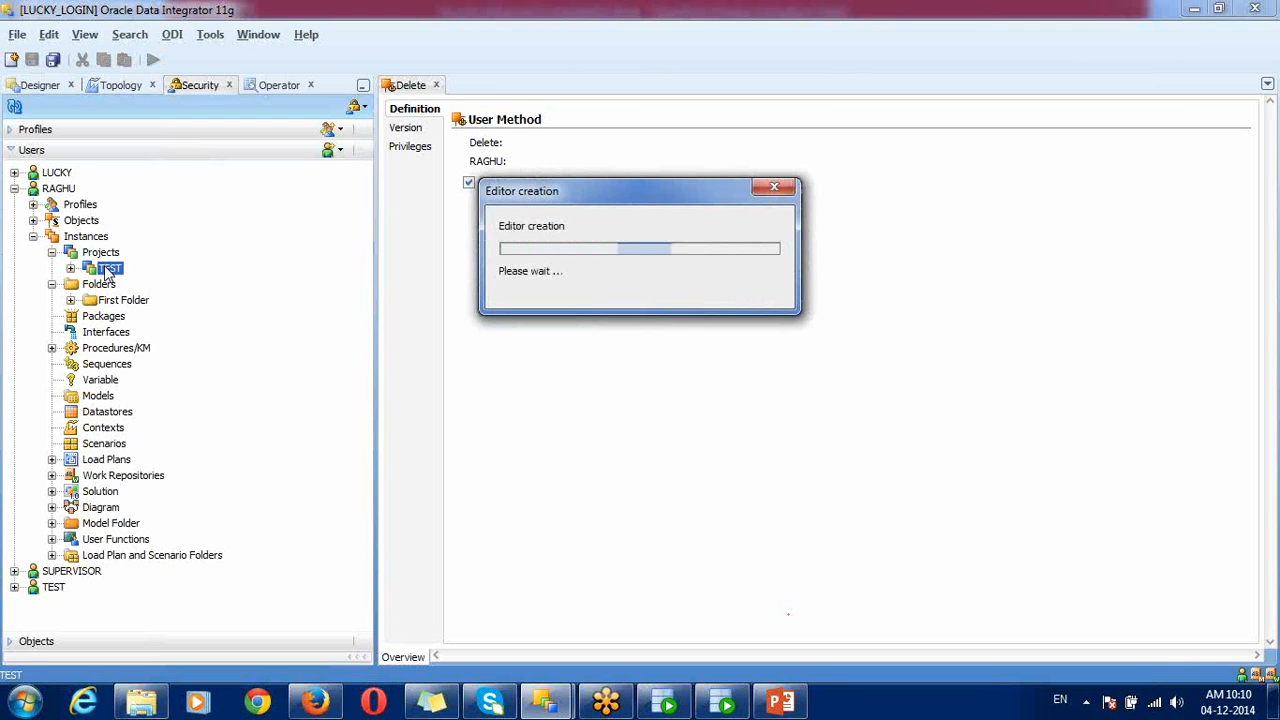 [LUCKY_LOGIN] Oracle Data Integrator 11g
File Edit View Search ODI Tools Window Help
Designer Topology Security Operator Delete
Profiles
Users
LUCKY
RAGHU
Profiles
Objects
Instances
Projects
TEST
Folders
First Folder
Packages
Interfaces
Procedures/KM
Sequences
Variable
Models
Datastores
Contexts
Scenarios
Load Plans
Work Repositories
Solution
Diagram
Model Folder
User Functions
Load Plan and Scenario Folders
SUPERVISOR
TEST
Objects
Definition
Version
Privileges
User Method
Delete:
RAGHU:
Editor creation
Editor creation
Please wait ...
Overview
TEST
EN
AM 10:10
04-12-2014